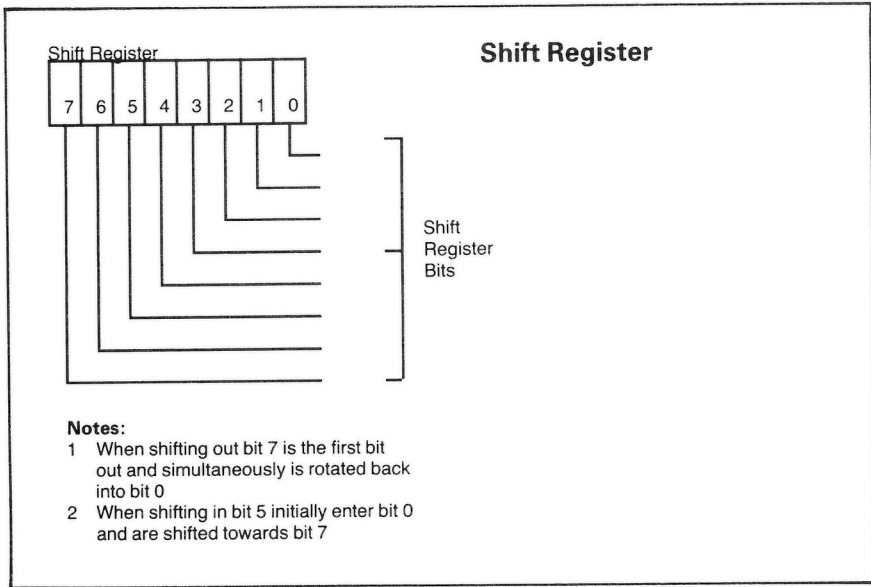 Shift Register
Shift Register
7 6 5 4 3 2 1 0
Shift
Register
Bits
Notes:
1 When shifting out bit 7 is the first bit
out and simultaneously is rotated back
into bit 0
2 When shifting in bit 5 initially enter bit 0
and are shifted towards bit 7